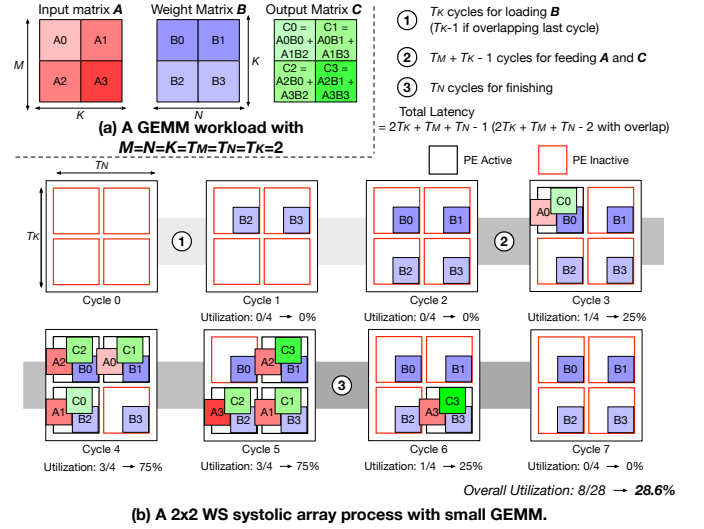 Input matrix A
Weight Matrix B
Output Matrix C
M
A0
A1
A2
A3
K
B0
B1
B2
B3
N
K
C0 = A0B0 + A1B2
C1 = A0B1 + A1B3
C2 = A2B0 + A3B2
C3 = A2B1 + A3B3
(a) A GEMM workload with
M=N=K=TM=TN=TK=2
1 TK cycles for loading B
(TK-1 if overlapping last cycle)
2 TM + TK - 1 cycles for feeding A and C
3 TN cycles for finishing
Total Latency
= 2TK + TM + TN - 1 (2TK + TM + TN - 2 with overlap)
PE Active
PE Inactive
TN
TK
Cycle 0
1
B2
B3
Cycle 1
Utilization: 0/4 → 0%
B0
B1
B2
B3
Cycle 2
Utilization: 0/4 → 0%
2
A0
C0
B0
B1
B2
B3
Cycle 3
Utilization: 1/4 → 25%
A2
C2
B0
A0
C1
B1
A1
C0
B2
B3
Cycle 4
Utilization: 3/4 → 75%
B0
A2
C3
B1
A3
C2
B2
A1
C1
B3
Cycle 5
Utilization: 3/4 → 75%
3
B0
B1
B2
A3
C3
B3
Cycle 6
Utilization: 1/4 → 25%
B0
B1
B2
B3
Cycle 7
Utilization: 0/4 → 0%
Overall Utilization: 8/28 → 28.6%
(b) A 2x2 WS systolic array process with small GEMM.